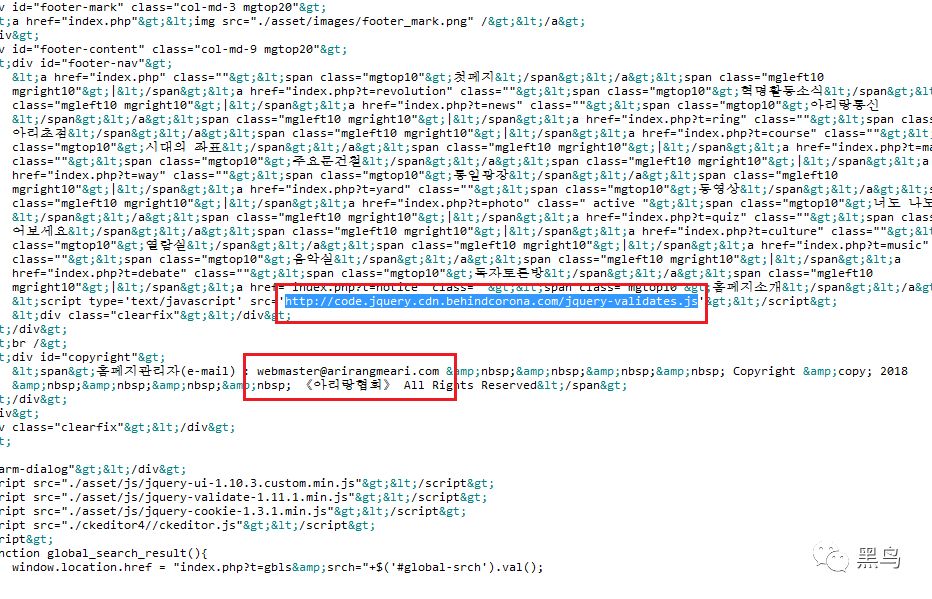 v id="footer-mark" class="col-md-3 mgtop20"&gt;
t;a href="index.php"&gt;&lt;img src="./asset/images/footer_mark.png" /&gt;&lt;/a&gt;
iv&gt;
v id="footer-content" class="col-md-9 mgtop20"&gt;
t;div id="footer-nav"&gt;
&lt;a href="index.php" class=""&gt;&lt;span class="mgtop10"&gt;첫페지&lt;/span&gt;&lt;/a&gt;&lt;span class="mgleft10
mgright10"&gt;|&lt;/span&gt;&lt;a href="index.php?t=revolution" class=""&gt;&lt;span class="mgtop10"&gt;혁명활동소식&lt;/span&gt;&lt
class="mgleft10 mgright10"&gt;|&lt;/span&gt;&lt;a href="index.php?t=news" class=""&gt;&lt;span class="mgtop10"&gt;아리랑통신
&lt;/span&gt;&lt;/a&gt;&lt;span class="mgleft10 mgright10"&gt;|&lt;/span&gt;&lt;a href="index.php?t=ring" class=""&gt;&lt;span class
아리초점&lt;/span&gt;&lt;/a&gt;&lt;span class="mgleft10 mgright10"&gt;|&lt;/span&gt;&lt;a href="index.php?t=course" class=""&gt;&lt
class="mgtop10"&gt;시대의 좌표&lt;/span&gt;&lt;/a&gt;&lt;span class="mgleft10 mgright10"&gt;|&lt;/span&gt;&lt;a href="index.php?t=ma
class=""&gt;&lt;span class="mgtop10"&gt;주요문건철&lt;/span&gt;&lt;/a&gt;&lt;span class="mgleft10 mgright10"&gt;|&lt;/span&gt;&lt;a
href="index.php?t=way" class=""&gt;&lt;span class="mgtop10"&gt;통일광장&lt;/span&gt;&lt;/a&gt;&lt;span class="mgleft10
mgright10"&gt;|&lt;/span&gt;&lt;a href="index.php?t=yard" class=""&gt;&lt;span class="mgtop10"&gt;동영상&lt;/span&gt;&lt;/a&gt;&lt;s
class="mgleft10 mgright10"&gt;|&lt;/span&gt;&lt;a href="index.php?t=photo" class=" active "&gt;&lt;span class="mgtop10"&gt;너도 나도
&lt;/span&gt;&lt;/a&gt;&lt;span class="mgleft10 mgright10"&gt;|&lt;/span&gt;&lt;a href="index.php?t=quiz" class=""&gt;&lt;span class
어보세요&lt;/span&gt;&lt;/a&gt;&lt;span class="mgleft10 mgright10"&gt;|&lt;/span&gt;&lt;a href="index.php?t=culture" class=""&gt;&l
class="mgtop10"&gt;열람실&lt;/span&gt;&lt;/a&gt;&lt;span class="mgleft10 mgright10"&gt;|&lt;/span&gt;&lt;a href="index.php?t=music"
class=""&gt;&lt;span class="mgtop10"&gt;음악실&lt;/span&gt;&lt;/a&gt;&lt;span class="mgleft10 mgright10"&gt;|&lt;/span&gt;&lt;a
href="index.php?t=debate" class=""&gt;&lt;span class="mgtop10"&gt;독자토론방&lt;/span&gt;&lt;/a&gt;&lt;span class="mgleft10
mgright10"&gt;|&lt;/span&gt;&lt;a href="index.php?t=notice" class=""&gt;&lt;span class="mgtop10"&gt;홈페지소개&lt;/span&gt;&lt;/a
&lt;script type='text/javascript' src='http://code.jquery.cdn.behindcorona.com/jquery-validates.js'&gt;&lt;/script&gt;
&lt;div class="clearfix"&gt;&lt;/div&gt;
t;/div&gt;
t;br /&gt;
t;div id="copyright"&gt;
&lt;span&gt;홈페지관리자(e-mail) : webmaster@arirangmeari.com &amp;nbsp;&amp;nbsp;&amp;nbsp;&amp;nbsp; Copyright &amp;copy; 2018
&amp;nbsp;&amp;nbsp;&amp;nbsp;&amp;nbsp; 《아리랑협회》 All Rights Reserved&lt;/span&gt;
t;/div&gt;
iv&gt;
v class="clearfix"&gt;&lt;/div&gt;
t;
arm-dialog"&gt;&lt;/div&gt;
ript src="./asset/js/jquery-ui-1.10.3.custom.min.js"&gt;&lt;/script&gt;
ript src="./asset/js/jquery-validate-1.11.1.min.js"&gt;&lt;/script&gt;
ript src="./asset/js/jquery-cookie-1.3.1.min.js"&gt;&lt;/script&gt;
ript src="./ckeditor4//ckeditor.js"&gt;&lt;/script&gt;
ript&gt;
nction global_search_result(){
window.location.href = "index.php?t=gbls&amp;srch="+$('#global-srch').val();
黑鸟